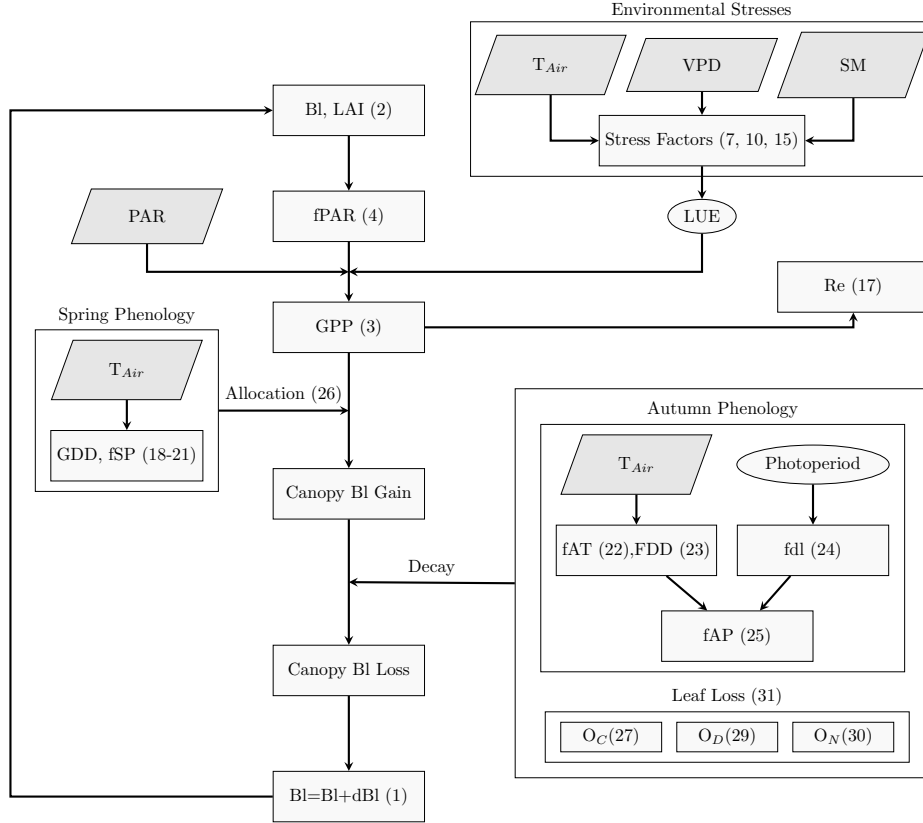 Environmental Stresses
T_Air
VPD
SM
Bl, LAI (2)
Stress Factors (7, 10, 15)
PAR
fPAR (4)
LUE
Re (17)
Spring Phenology
GPP (3)
T_Air
Allocation (26)
GDD, fSP (18-21)
Autumn Phenology
T_Air
Photoperiod
Canopy Bl Gain
fAT (22),FDD (23)
fdl (24)
Decay
fAP (25)
Canopy Bl Loss
Leaf Loss (31)
O_C(27)
O_D(29)
O_N(30)
Bl=Bl+dBl (1)